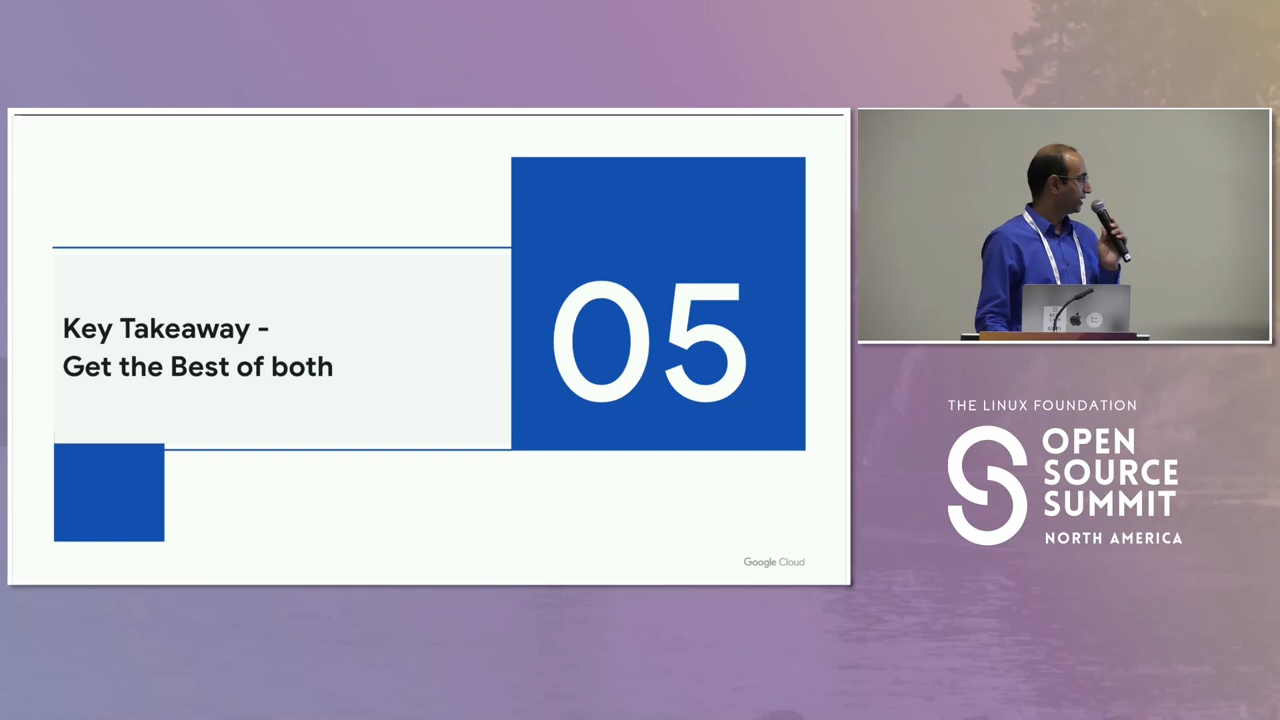 Key Takeaway -
Get the Best of both
05
Google Cloud
THE LINUX FOUNDATION
OPEN
SOURCE
SUMMIT
NORTH AMERICA